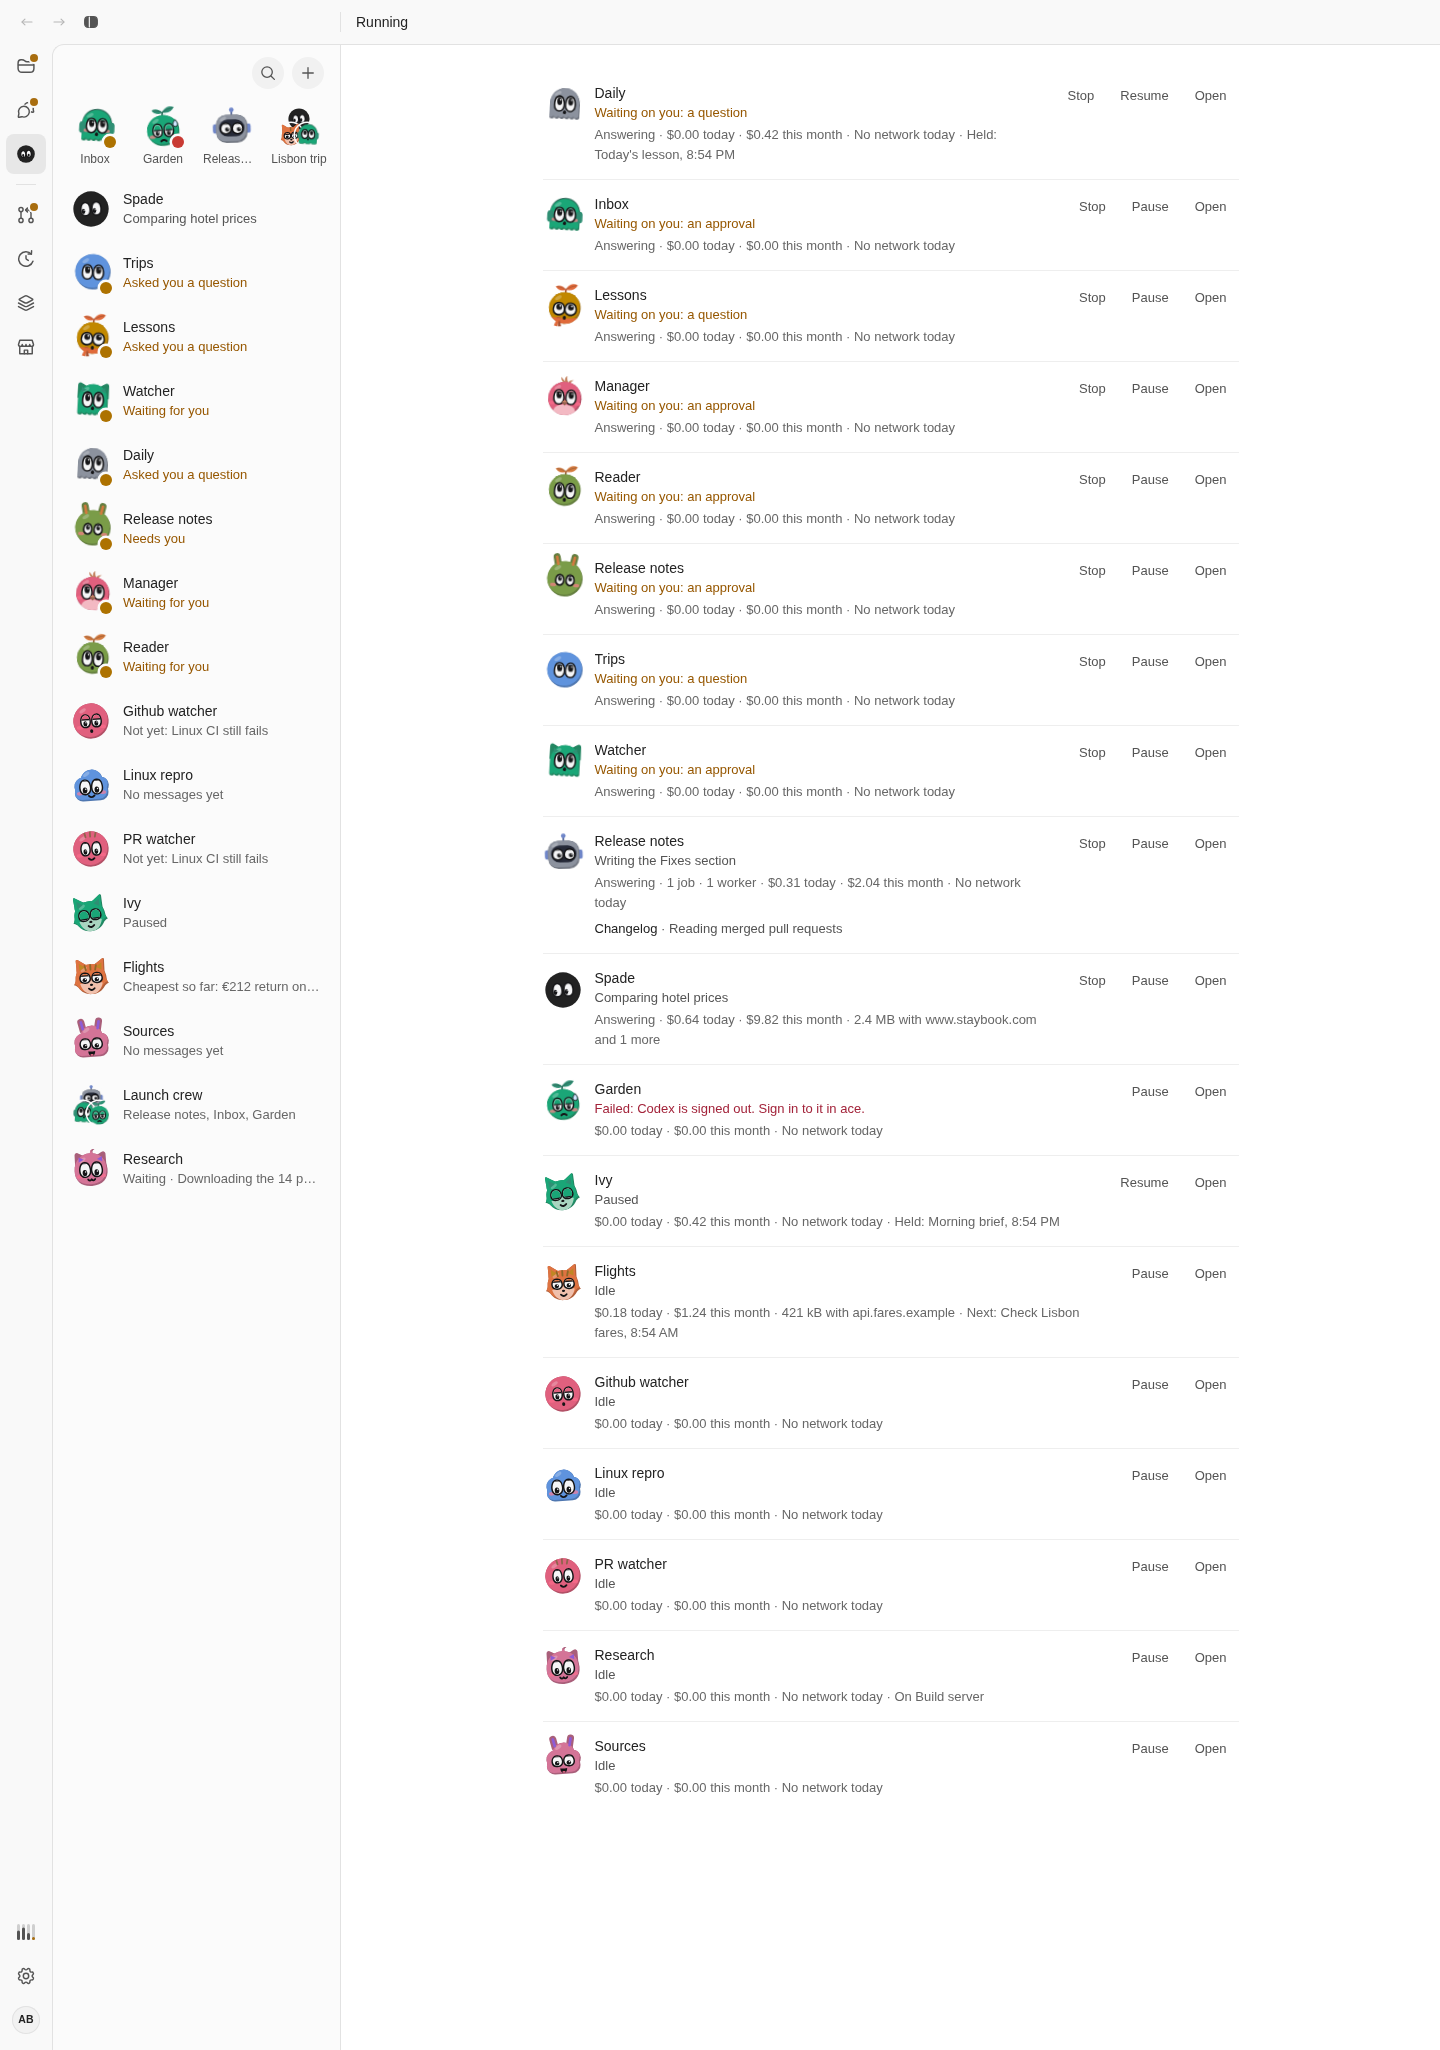 Running
Inbox
Garden
Releas…
Lisbon trip
Spade
Comparing hotel prices
Trips
Asked you a question
Lessons
Asked you a question
Watcher
Waiting for you
Daily
Asked you a question
Release notes
Needs you
Manager
Waiting for you
Reader
Waiting for you
Github watcher
Not yet: Linux CI still fails
Linux repro
No messages yet
PR watcher
Not yet: Linux CI still fails
Ivy
Paused
Flights
Cheapest so far: €212 return on…
Sources
No messages yet
Launch crew
Release notes, Inbox, Garden
Research
Waiting · Downloading the 14 p…
AB
Daily
Stop Resume Open
Waiting on you: a question
Answering · $0.00 today · $0.42 this month · No network today · Held:
Today's lesson, 8:54 PM
Inbox
Stop Pause Open
Waiting on you: an approval
Answering · $0.00 today · $0.00 this month · No network today
Lessons
Stop Pause Open
Waiting on you: a question
Answering · $0.00 today · $0.00 this month · No network today
Manager
Stop Pause Open
Waiting on you: an approval
Answering · $0.00 today · $0.00 this month · No network today
Reader
Stop Pause Open
Waiting on you: an approval
Answering · $0.00 today · $0.00 this month · No network today
Release notes
Stop Pause Open
Waiting on you: an approval
Answering · $0.00 today · $0.00 this month · No network today
Trips
Stop Pause Open
Waiting on you: a question
Answering · $0.00 today · $0.00 this month · No network today
Watcher
Stop Pause Open
Waiting on you: an approval
Answering · $0.00 today · $0.00 this month · No network today
Release notes
Stop Pause Open
Writing the Fixes section
Answering · 1 job · 1 worker · $0.31 today · $2.04 this month · No network
today
Changelog · Reading merged pull requests
Spade
Stop Pause Open
Comparing hotel prices
Answering · $0.64 today · $9.82 this month · 2.4 MB with www.staybook.com
and 1 more
Garden
Pause Open
Failed: Codex is signed out. Sign in to it in ace.
$0.00 today · $0.00 this month · No network today
Ivy
Resume Open
Paused
$0.00 today · $0.42 this month · No network today · Held: Morning brief, 8:54 PM
Flights
Pause Open
Idle
$0.18 today · $1.24 this month · 421 kB with api.fares.example · Next: Check Lisbon
fares, 8:54 AM
Github watcher
Pause Open
Idle
$0.00 today · $0.00 this month · No network today
Linux repro
Pause Open
Idle
$0.00 today · $0.00 this month · No network today
PR watcher
Pause Open
Idle
$0.00 today · $0.00 this month · No network today
Research
Pause Open
Idle
$0.00 today · $0.00 this month · No network today · On Build server
Sources
Pause Open
Idle
$0.00 today · $0.00 this month · No network today